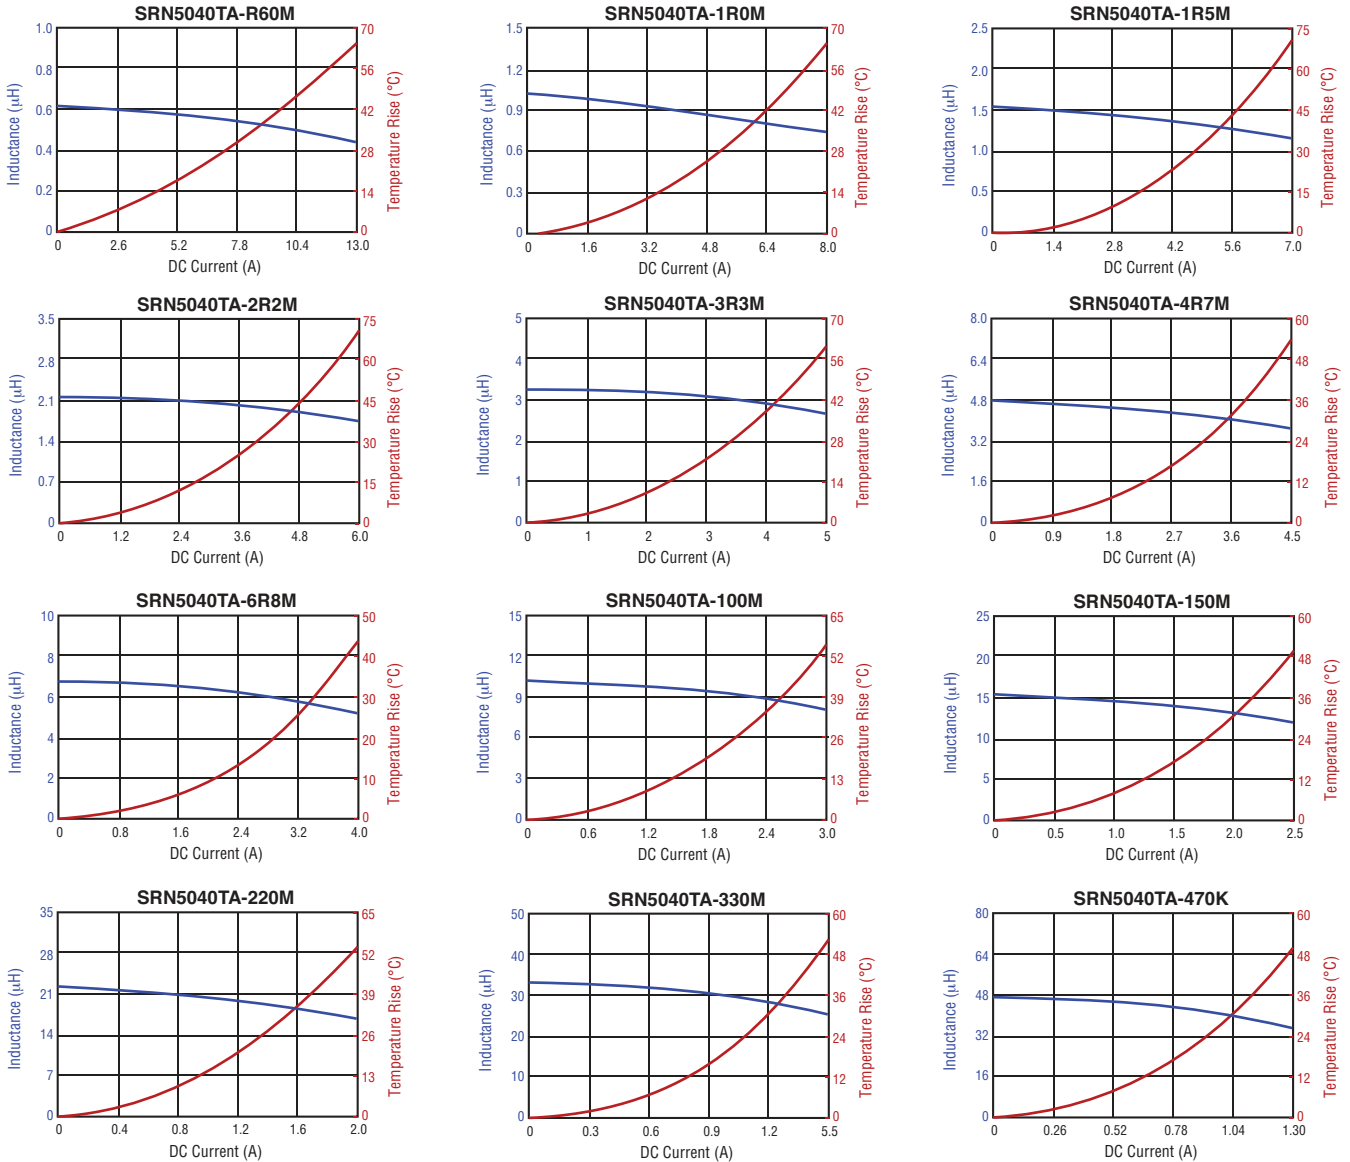 SRN5040TA-R60M
1.0
0.8
0.6
0.4
0.2
0
70
56
42
28
14
0
0 2.6 5.2 7.8 10.4 13.0
Inductance (μH)
Temperature Rise (°C)
DC Current (A)
SRN5040TA-1R0M
1.5
1.2
0.9
0.6
0.3
0
70
56
42
28
14
0
0 1.6 3.2 4.8 6.4 8.0
Inductance (μH)
Temperature Rise (°C)
DC Current (A)
SRN5040TA-1R5M
2.5
2.0
1.5
1.0
0.5
0
75
60
45
30
15
0
0 1.4 2.8 4.2 5.6 7.0
Inductance (μH)
Temperature Rise (°C)
DC Current (A)
SRN5040TA-2R2M
3.5
2.8
2.1
1.4
0.7
0
75
60
45
30
15
0
0 1.2 2.4 3.6 4.8 6.0
Inductance (μH)
Temperature Rise (°C)
DC Current (A)
SRN5040TA-3R3M
5
4
3
2
1
0
70
56
42
28
14
0
0 1 2 3 4 5
Inductance (μH)
Temperature Rise (°C)
DC Current (A)
SRN5040TA-4R7M
8.0
6.4
4.8
3.2
1.6
0
60
48
36
24
12
0
0 0.9 1.8 2.7 3.6 4.5
Inductance (μH)
Temperature Rise (°C)
DC Current (A)
SRN5040TA-6R8M
10
8
6
4
2
0
50
40
30
20
10
0
0 0.8 1.6 2.4 3.2 4.0
Inductance (μH)
Temperature Rise (°C)
DC Current (A)
SRN5040TA-100M
15
12
9
6
3
0
65
52
39
26
13
0
0 0.6 1.2 1.8 2.4 3.0
Inductance (μH)
Temperature Rise (°C)
DC Current (A)
SRN5040TA-150M
25
20
15
10
5
0
60
48
36
24
12
0
0 0.5 1.0 1.5 2.0 2.5
Inductance (μH)
Temperature Rise (°C)
DC Current (A)
SRN5040TA-220M
35
28
21
14
7
0
65
52
39
26
13
0
0 0.4 0.8 1.2 1.6 2.0
Inductance (μH)
Temperature Rise (°C)
DC Current (A)
SRN5040TA-330M
50
40
30
20
10
0
60
48
36
24
12
0
0 0.3 0.6 0.9 1.2 5.5
Inductance (μH)
Temperature Rise (°C)
DC Current (A)
SRN5040TA-470K
80
64
48
32
16
0
60
48
36
24
12
0
0 0.26 0.52 0.78 1.04 1.30
Inductance (μH)
Temperature Rise (°C)
DC Current (A)